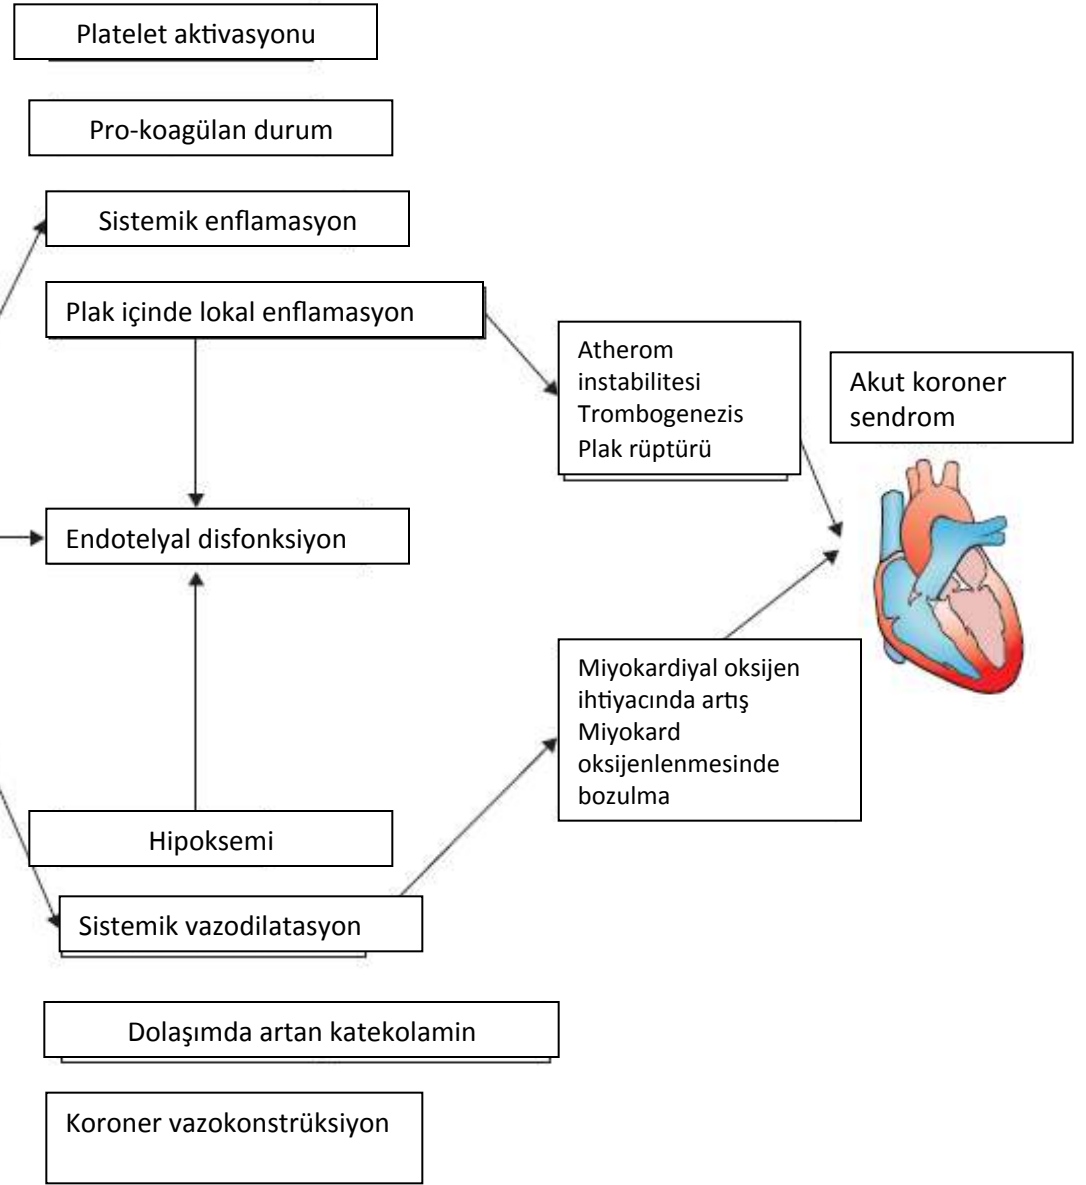 Platelet aktivasyonu
Pro-koagülan durum
Sistemik enflamasyon
Plak içinde lokal enflamasyon
Atherom
instabilitesi
Trombogenezis
Plak rüptürü
Akut koroner
sendrom
Endotelyal disfonksiyon
Miyokardiyal oksijen
ihtiyacında artış
Miyokard
oksijenlenmesinde
bozulma
Hipoksemi
Sistemik vazodilatasyon
Dolaşımda artan katekolamin
Koroner vazokonstrüksiyon